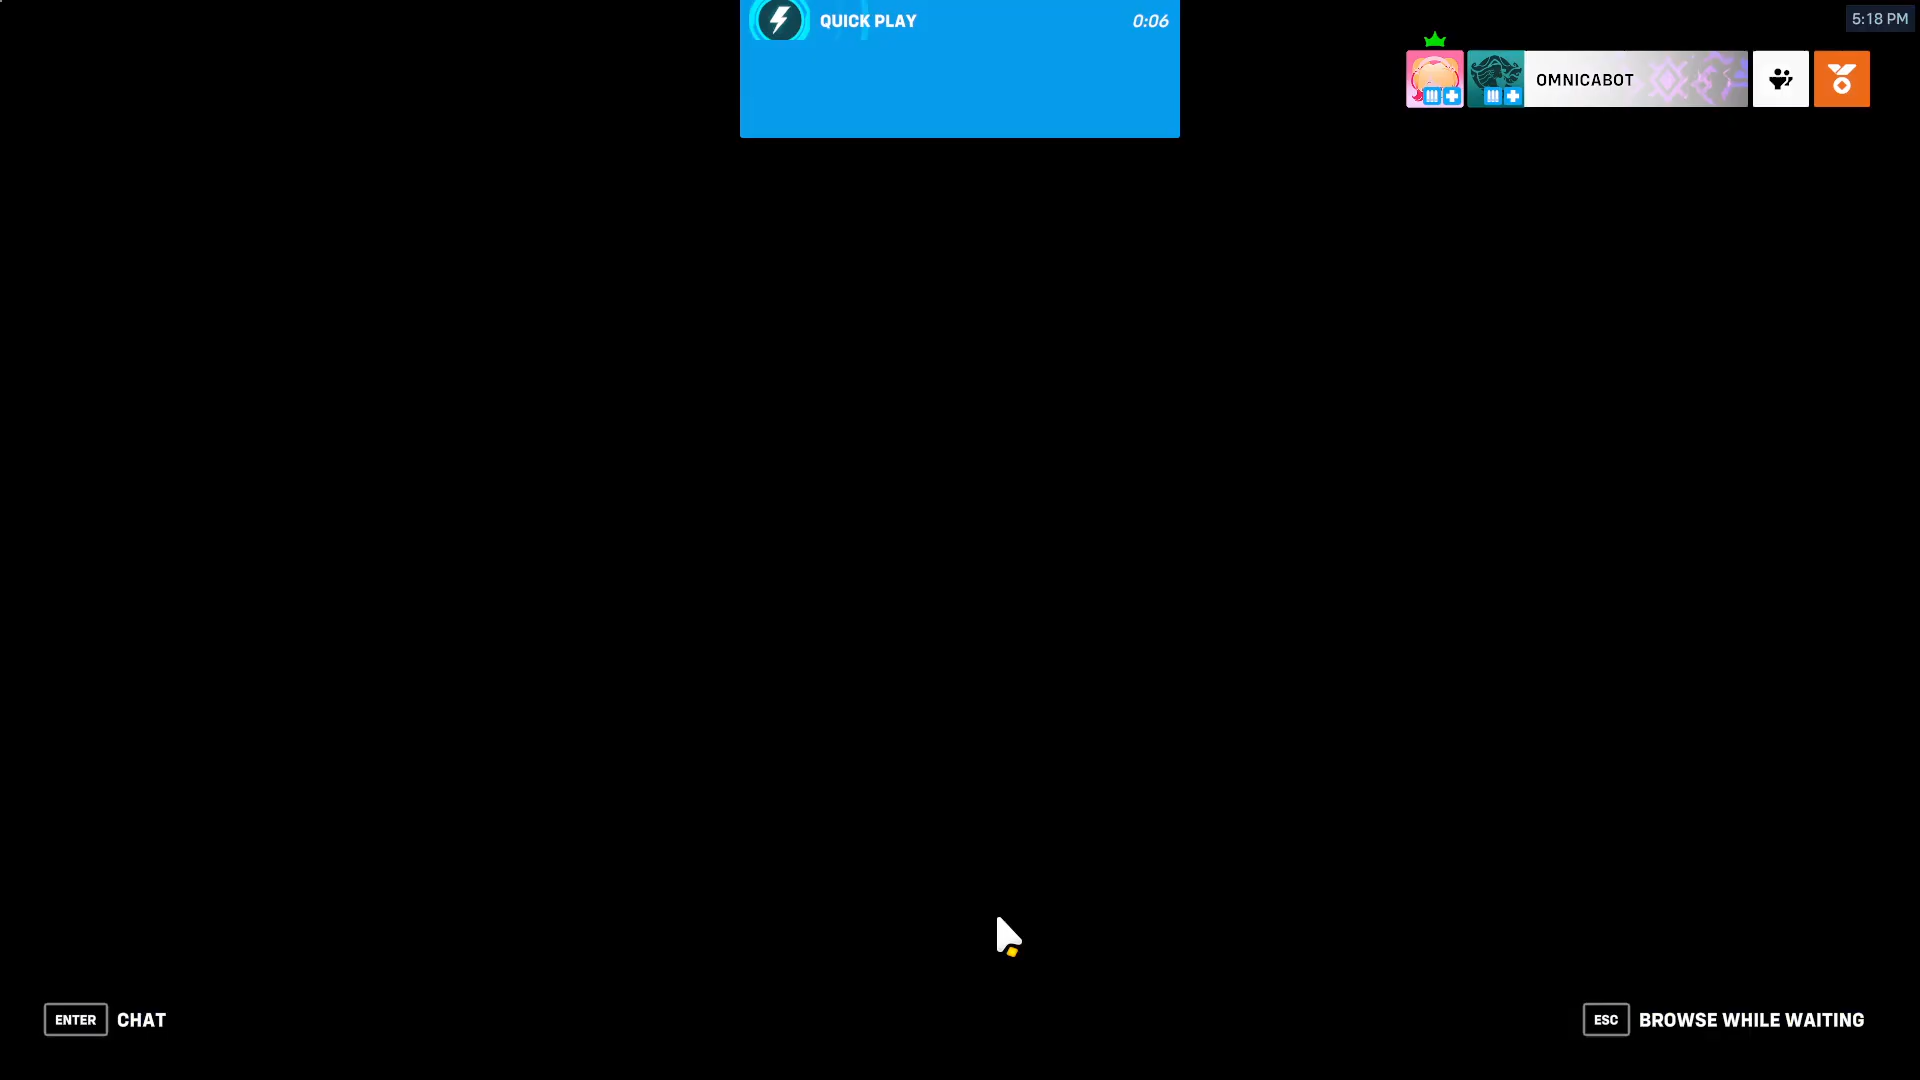 QUICK PLAY 0:06
5:18 PM
OMNICABOT
ENTER CHAT
ESC BROWSE WHILE WAITING